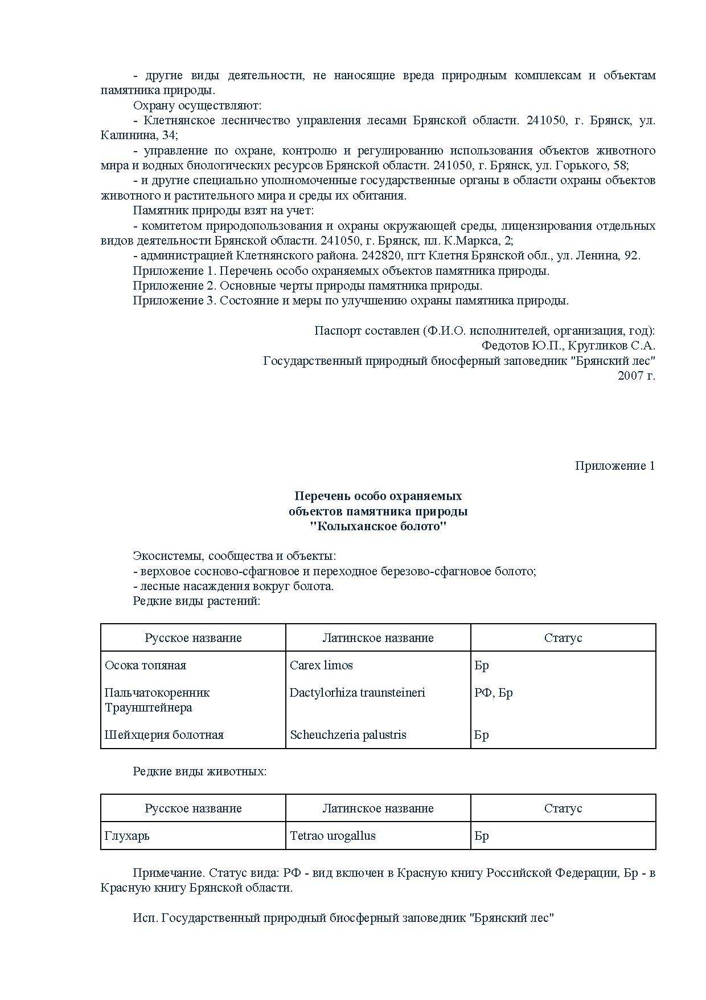 - другие виды деятельности, не наносящие вреда природным комплексам и объектам
памятника природы.
Охрану осуществляют:
- Клетнянское лесничество управления лесами Брянской области. 241050, г. Брянск, ул.
Калинина, 34;
- управление по охране, контролю и регулированию использования объектов животного
мира и водных биологических ресурсов Брянской области. 241050, г. Брянск, ул. Горького, 58;
- и другие специально уполномоченные государственные органы в области охраны объектов
животного и растительного мира и среды их обитания.
Памятник природы взят на учет:
- комитетом природопользования и охраны окружающей среды, лицензирования отдельных
видов деятельности Брянской области. 241050, г. Брянск, пл. К.Маркса, 2;
- администрацией Клетнянского района. 242820, пгт Клетня Брянской обл., ул. Ленина, 92.
Приложение 1. Перечень особо охраняемых объектов памятника природы.
Приложение 2. Основные черты природы памятника природы.
Приложение 3. Состояние и меры по улучшению охраны памятника природы.
Паспорт составлен (Ф.И.О. исполнителей, организация, год):
Федотов Ю.П., Кругликов С.А.
Государственный природный биосферный заповедник "Брянский лес"
2007 г.
Приложение 1
Перечень особо охраняемых
объектов памятника природы
"Колыханское болото"
Экосистемы, сообщества и объекты:
- верховое сосново-сфагновое и переходное березово-сфагновое болото;
- лесные насаждения вокруг болота.
Редкие виды растений:
Русское название Латинское название Статус
Осока топяная Carex limos Бр
Пальчатокоренник Dactylorhiza traunsteineri РФ, Бр
Траунштейнера
Шейхцерия болотная Scheuchzeria palustris Бр
Редкие виды животных:
Русское название Латинское название Статус
Глухарь Tetrao urogallus Бр
Примечание. Статус вида: РФ - вид включен в Красную книгу Российской Федерации, Бр - в
Красную книгу Брянской области.
Исп. Государственный природный биосферный заповедник "Брянский лес"